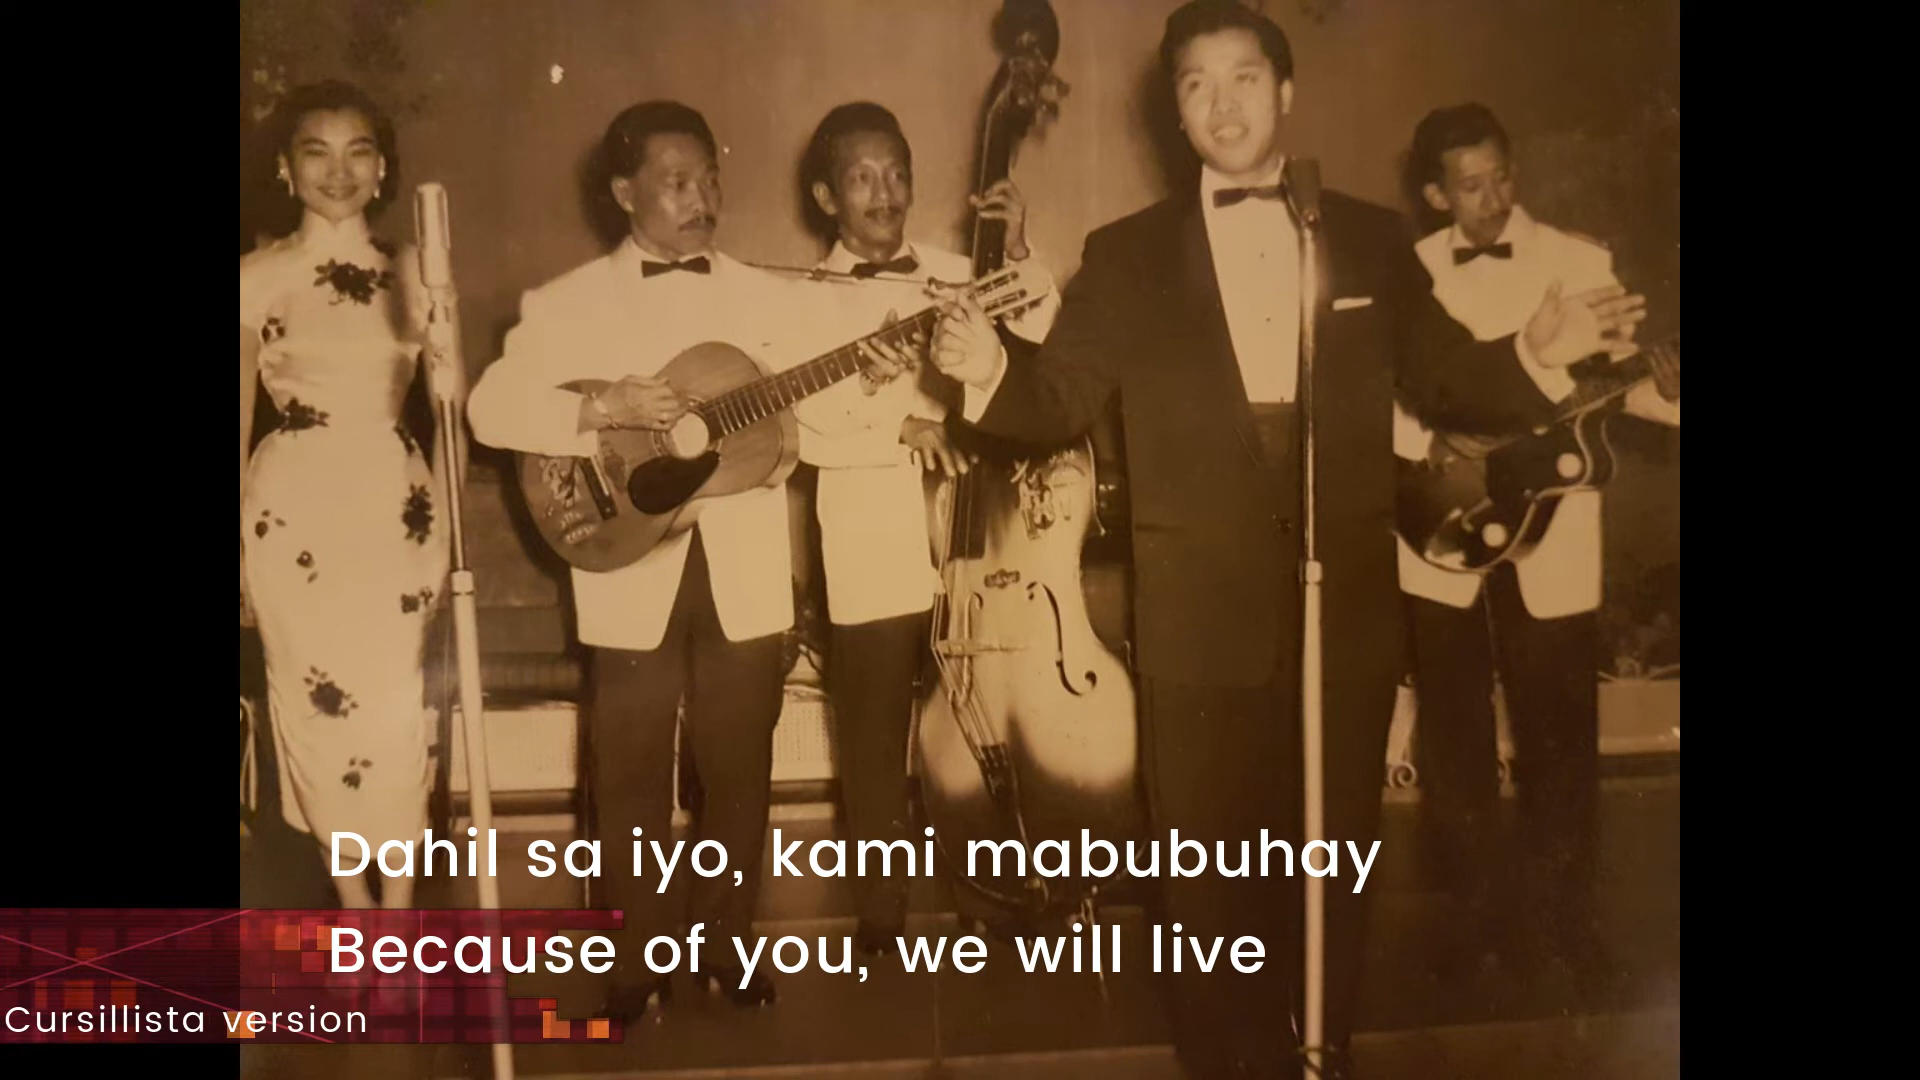 Dahil sa iyo, kami mabubuhay
Because of you, we will live
Cursillista version